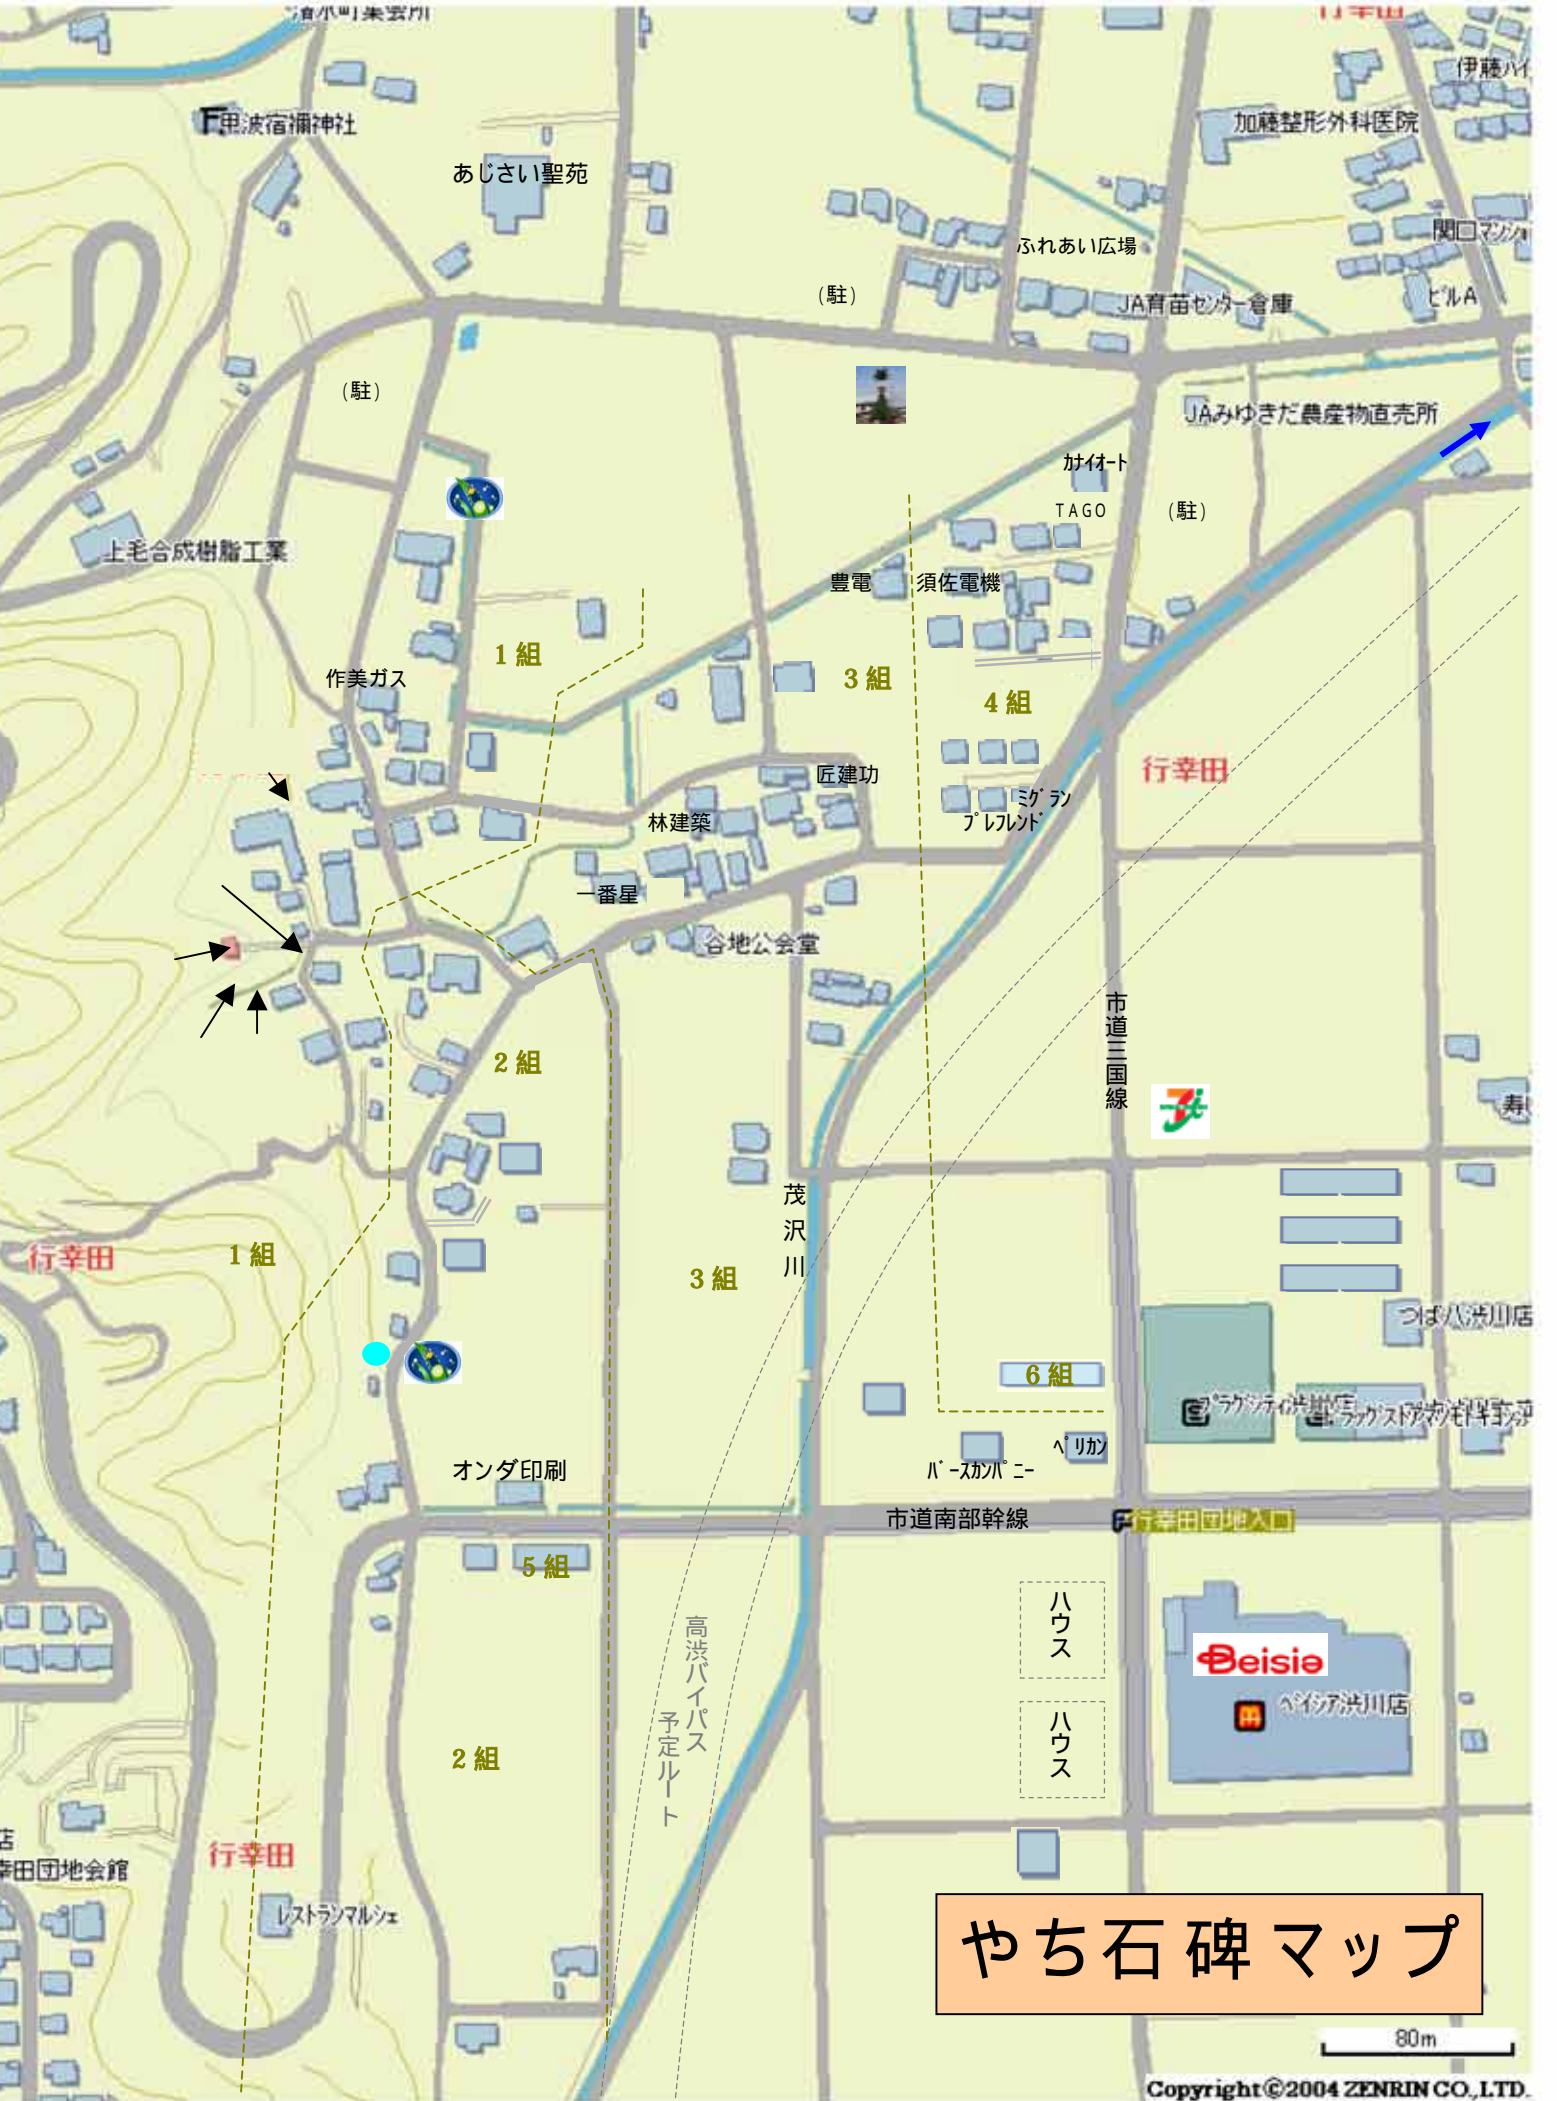 行幸田
伊藤ハイ
甲波宿禰神社
加藤整形外科医院
あじさい聖苑
関口マンション
ふれあい広場
(駐)
JA育苗センター倉庫
ビルA
(駐)
JAみゆきだ農産物直売所
カナイオート
TAGO
(駐)
上毛合成樹脂工業
豊電
須佐電機
1組
作美ガス
3組
4組
行幸田
匠建功
ミグラン
プレフレンド
林建築
一番星
谷地公会堂
市道三国線
2組
寿
茂沢川
行幸田
1組
3組
つぼ八渋川店
6組
ペリカン
バースカンパニー
オンダ印刷
市道南部幹線
行幸田団地入口
5組
ハウス
高渋バイパス
予定ルート
Beisia
ベイシア渋川店
ハウス
2組
店
幸田団地会館
行幸田
レストランマルシェ
やち石碑マップ
80m
Copyright©2004 ZENRIN CO.,LTD.